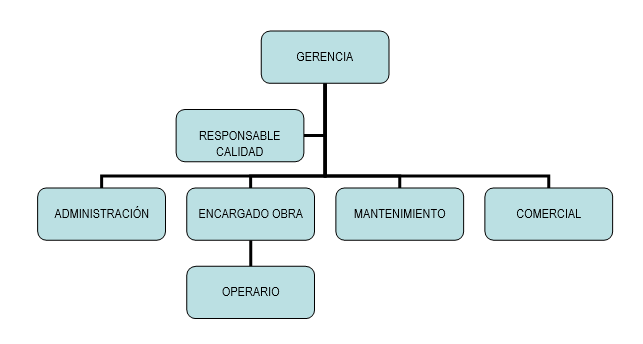 GERENCIA
RESPONSABLE
CALIDAD
ADMINISTRACIÓN
ENCARGADO OBRA
MANTENIMIENTO
COMERCIAL
OPERARIO